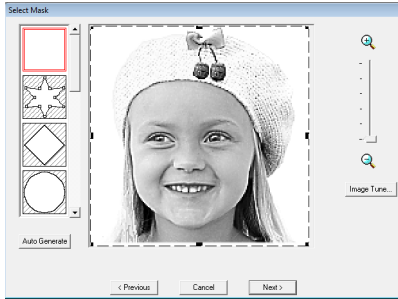 Select Mask
Image Tune...
Auto Generate
< Previous
Cancel
Next >